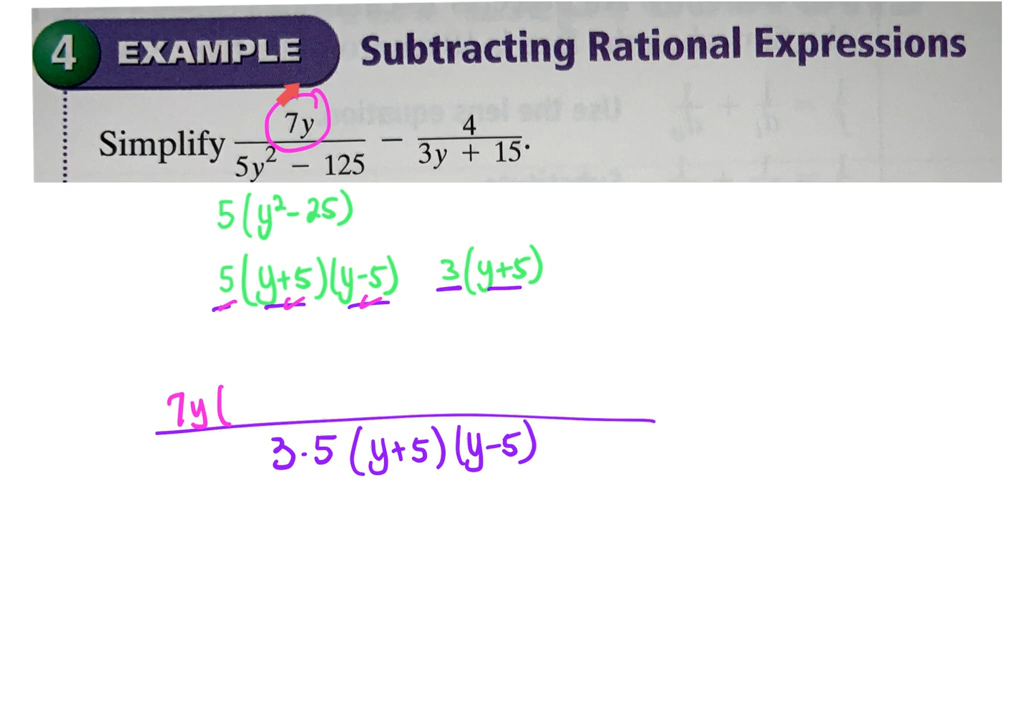 4 EXAMPLE Subtracting Rational Expressions
Simplify 7y/(5y² − 125) − 4/(3y + 15).
5(y²-25)
5(y+5)(y-5) 3(y+5)
7y(
3·5(y+5)(y-5)